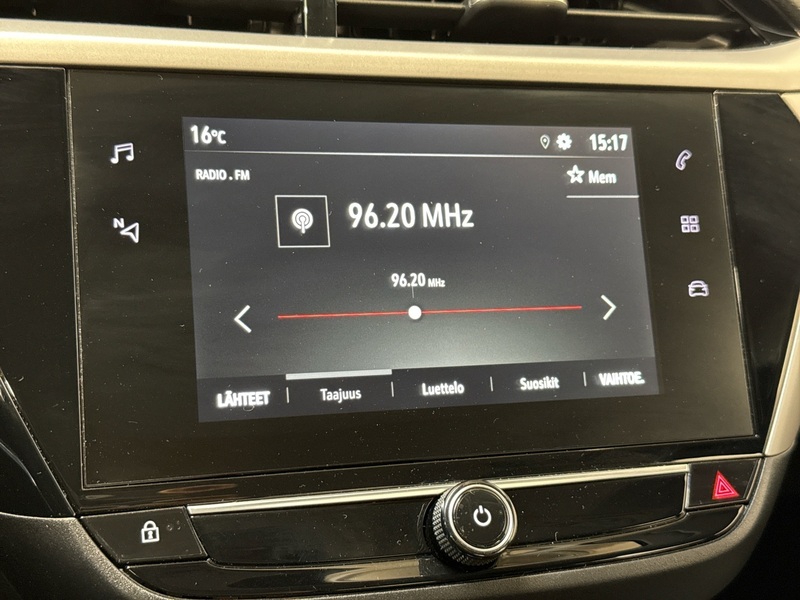 16°C
15:17
RADIO . FM
Mem
96.20 MHz
96.20 MHz
LÄHTEET
Taajuus
Luettelo
Suosikit
VAIHTOE.
N